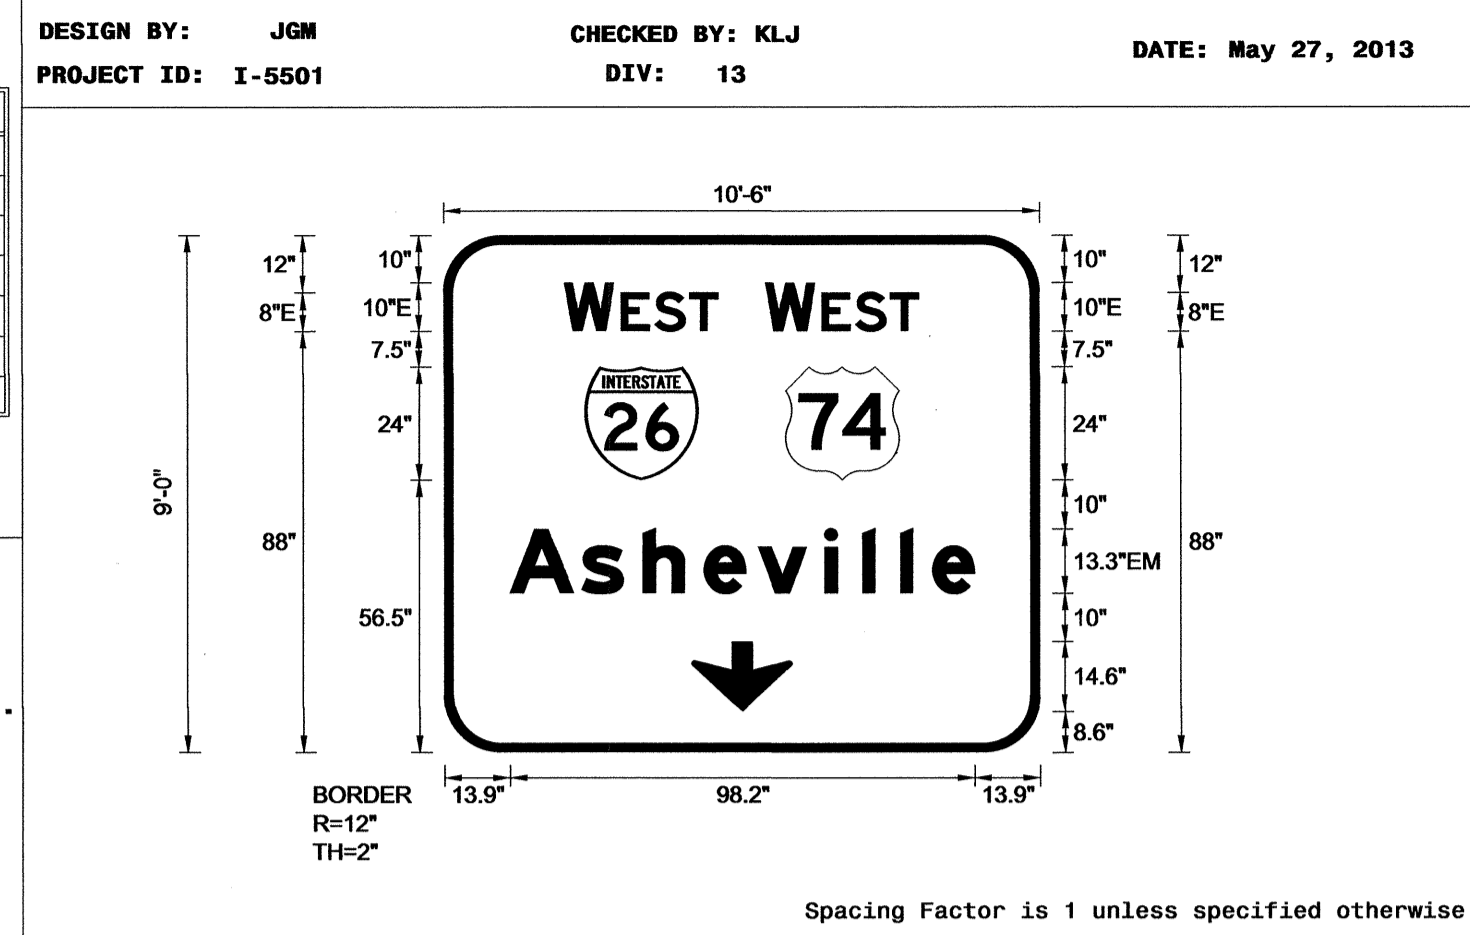 DESIGN BY: JGM CHECKED BY: KLJ DATE: May 27, 2013
PROJECT ID: I-5501 DIV: 13
10'-6"
12" 10" 10" 12"
8"E 10"E WEST WEST 10"E 8"E
7.5" 7.5"
INTERSTATE
24" 26 74 24"
9'-0"
10"
88" Asheville 13.3"EM 88"
56.5" 10"
14.6"
8.6"
BORDER 13.9" 98.2" 13.9"
R=12"
TH=2"
Spacing Factor is 1 unless specified otherwise